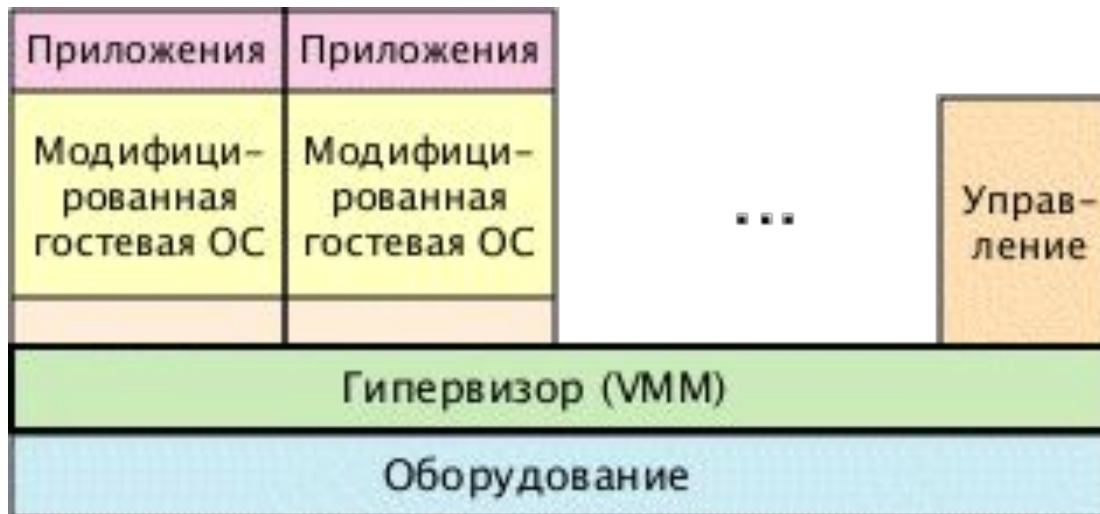 Приложения
Приложения
Модифици-
рованная
гостевая ОС
Модифици-
рованная
гостевая ОС
...
Управ-
ление
Гипервизор (VMM)
Оборудование